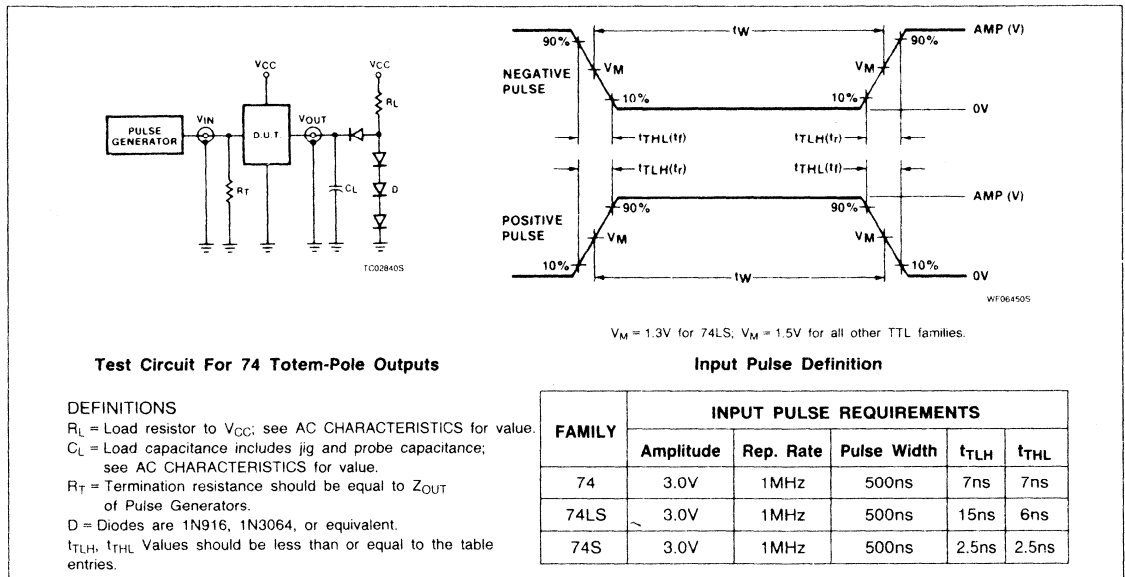 VCC
VCC
RL
PULSE GENERATOR
VIN
D.U.T.
VOUT
RT
CL
D
TC02840S
tW
AMP (V)
90%
90%
NEGATIVE PULSE
VM
VM
10%
10%
0V
tTHL(tf)
tTLH(tr)
tTLH(tr)
tTHL(tf)
AMP (V)
90%
90%
POSITIVE PULSE
VM
VM
10%
10%
tW
0V
WF06450S
VM = 1.3V for 74LS; VM = 1.5V for all other TTL families.
Test Circuit For 74 Totem-Pole Outputs
Input Pulse Definition
DEFINITIONS
RL = Load resistor to VCC; see AC CHARACTERISTICS for value.
CL = Load capacitance includes jig and probe capacitance;
see AC CHARACTERISTICS for value.
RT = Termination resistance should be equal to ZOUT
of Pulse Generators.
D = Diodes are 1N916, 1N3064, or equivalent.
tTLH, tTHL Values should be less than or equal to the table
entries.
FAMILY INPUT PULSE REQUIREMENTS
Amplitude Rep. Rate Pulse Width tTLH tTHL
74 3.0V 1MHz 500ns 7ns 7ns
74LS 3.0V 1MHz 500ns 15ns 6ns
74S 3.0V 1MHz 500ns 2.5ns 2.5ns